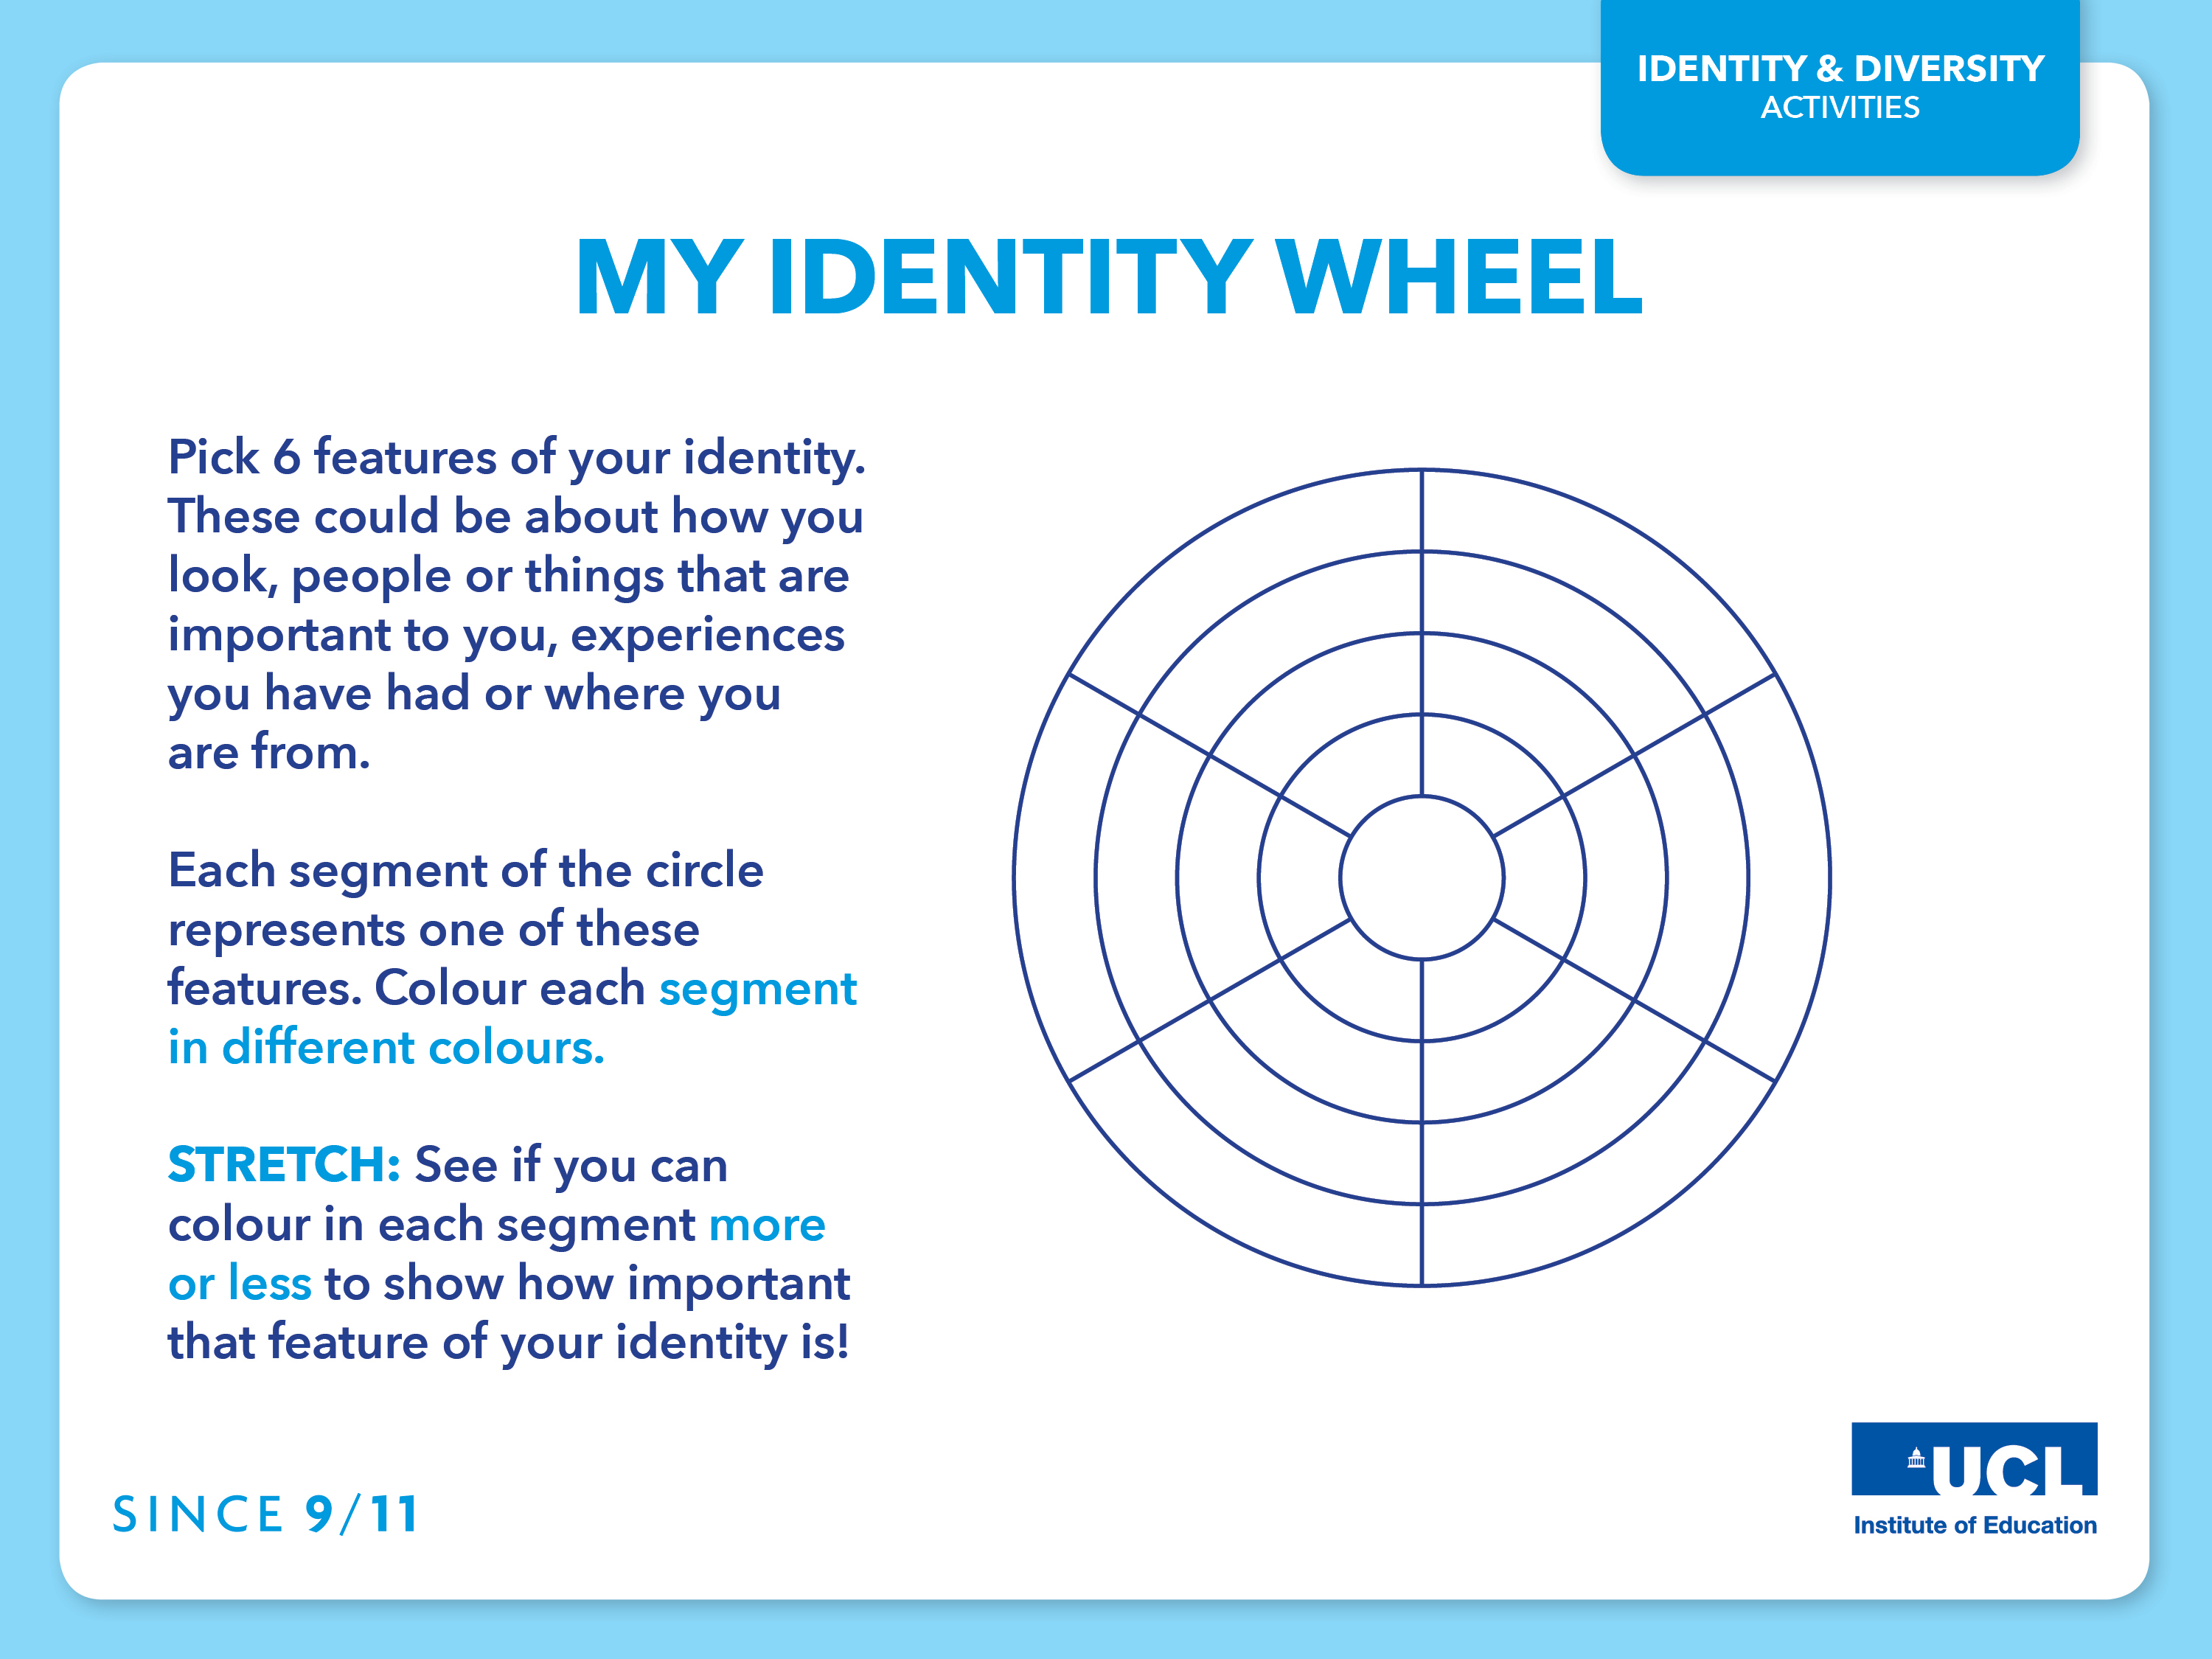 IDENTITY & DIVERSITY
ACTIVITIES
MY IDENTITY WHEEL
Pick 6 features of your identity.
These could be about how you
look, people or things that are
important to you, experiences
you have had or where you
are from.
Each segment of the circle
represents one of these
features. Colour each segment
in different colours.
STRETCH: See if you can
colour in each segment more
or less to show how important
that feature of your identity is!
SINCE 9/11
UCL
Institute of Education